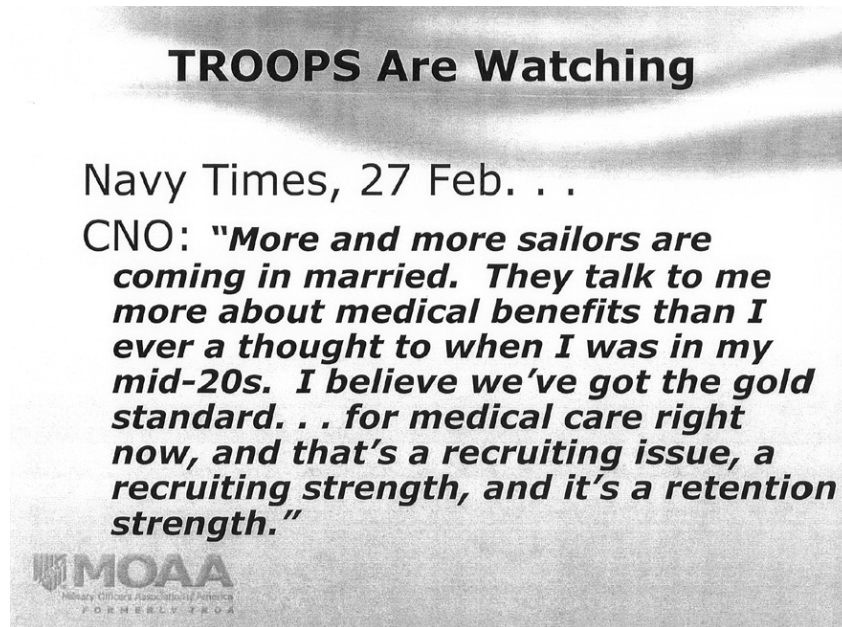 TROOPS Are Watching
Navy Times, 27 Feb. . .
CNO: “More and more sailors are
coming in married.  They talk to me
more about medical benefits than I
ever a thought to when I was in my
mid-20s.  I believe we’ve got the gold
standard. . . for medical care right
now, and that’s a recruiting issue, a
recruiting strength, and it’s a retention
strength.”
MOAA
Military Officers Association of America
FORMERLY TROA